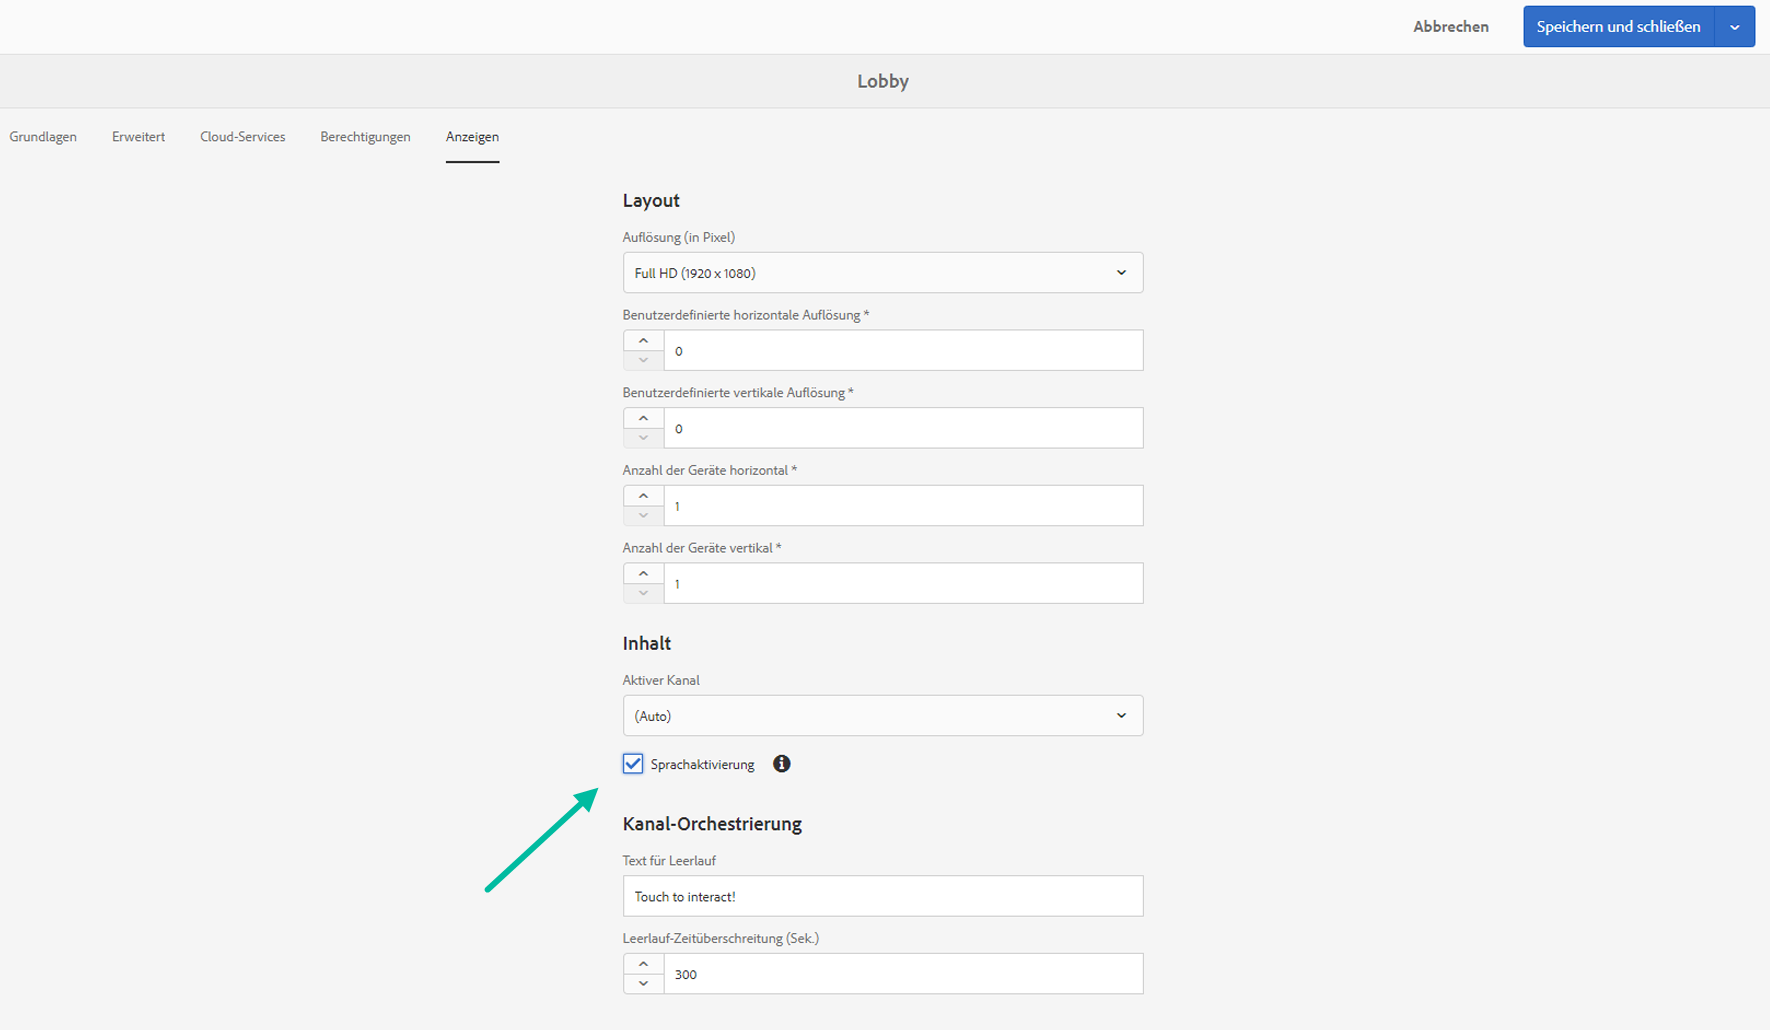 Abbrechen
Speichern und schließen
Lobby
Grundlagen Erweitert Cloud-Services Berechtigungen Anzeigen
Layout
Auflösung (in Pixel)
Full HD (1920 x 1080)
Benutzerdefinierte horizontale Auflösung *
0
Benutzerdefinierte vertikale Auflösung *
0
Anzahl der Geräte horizontal *
1
Anzahl der Geräte vertikal *
1
Inhalt
Aktiver Kanal
(Auto)
Sprachaktivierung
Kanal-Orchestrierung
Text für Leerlauf
Touch to interact!
Leerlauf-Zeitüberschreitung (Sek.)
300